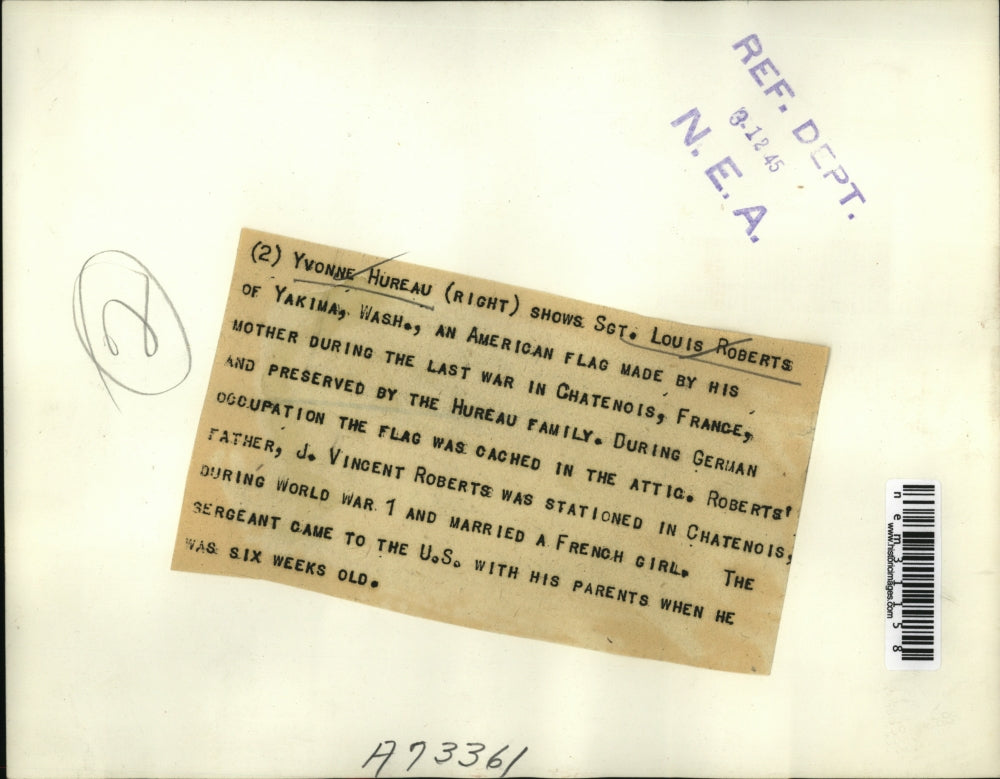 REF. DEPT.
3-12 45
N. E. A.
(2) YVONNE HUREAU (RIGHT) SHOWS SGT. LOUIS ROBERTS
OF YAKIMA, WASH., AN AMERICAN FLAG MADE BY HIS
MOTHER DURING THE LAST WAR IN CHATENOIS, FRANCE,
AND PRESERVED BY THE HUREAU FAMILY. DURING GERMAN
OCCUPATION THE FLAG WAS CACHED IN THE ATTIC. ROBERTS'
FATHER, J. VINCENT ROBERTS WAS STATIONED IN CHATENOIS,
DURING WORLD WAR 1 AND MARRIED A FRENCH GIRL. THE
SERGEANT CAME TO THE U.S. WITH HIS PARENTS WHEN HE
WAS SIX WEEKS OLD.
2
www.historicimages.com
nem31158
A73361